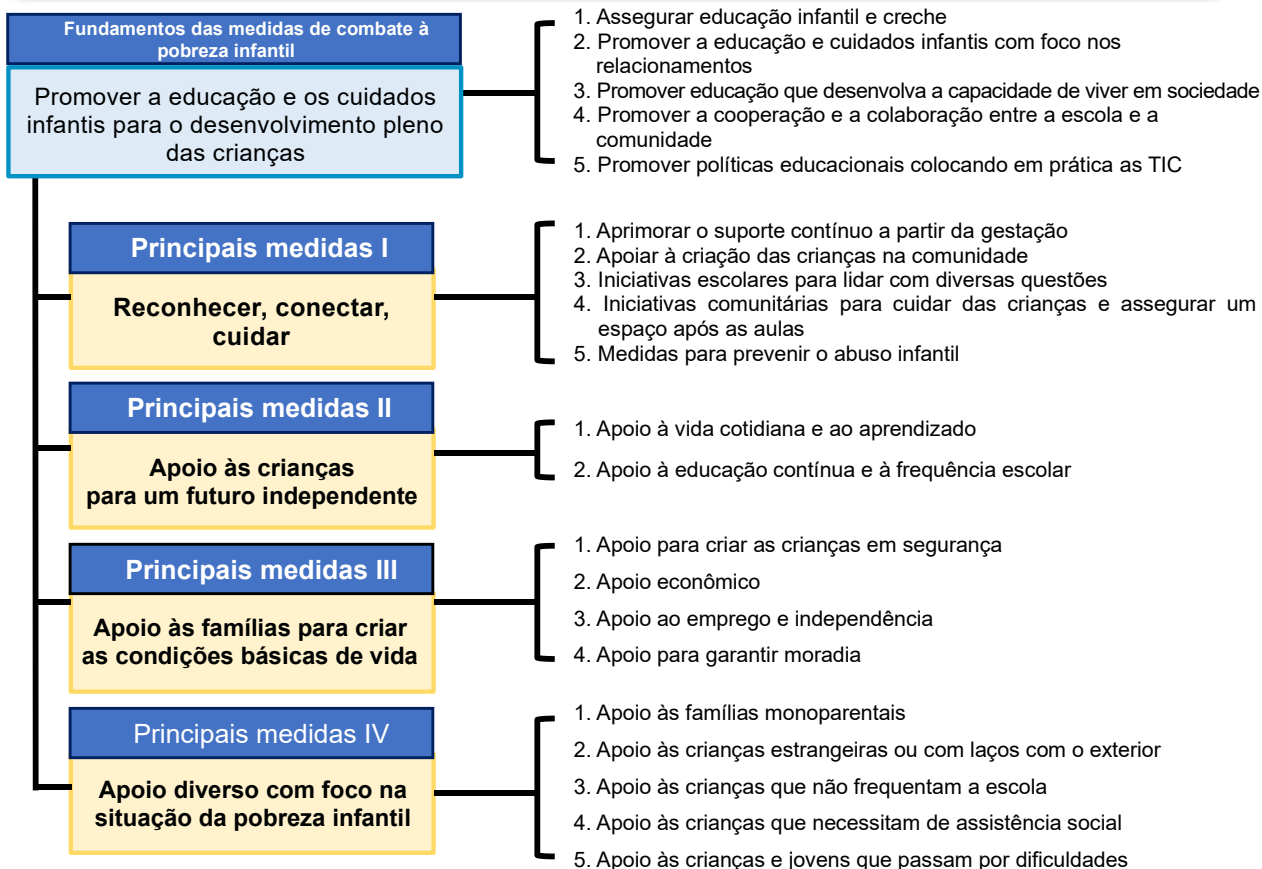 Fundamentos das medidas de combate à
pobreza infantil
Promover a educação e os cuidados
infantis para o desenvolvimento pleno
das crianças
1. Assegurar educação infantil e creche
2. Promover a educação e cuidados infantis com foco nos
relacionamentos
3. Promover educação que desenvolva a capacidade de viver em sociedade
4. Promover a cooperação e a colaboração entre a escola e a
comunidade
5. Promover políticas educacionais colocando em prática as TIC
Principais medidas I
Reconhecer, conectar,
cuidar
1. Aprimorar o suporte contínuo a partir da gestação
2. Apoiar à criação das crianças na comunidade
3. Iniciativas escolares para lidar com diversas questões
4. Iniciativas comunitárias para cuidar das crianças e assegurar um
espaço após as aulas
5. Medidas para prevenir o abuso infantil
Principais medidas II
Apoio às crianças
para um futuro independente
1. Apoio à vida cotidiana e ao aprendizado
2. Apoio à educação contínua e à frequência escolar
Principais medidas III
Apoio às famílias para criar
as condições básicas de vida
1. Apoio para criar as crianças em segurança
2. Apoio econômico
3. Apoio ao emprego e independência
4. Apoio para garantir moradia
Principais medidas IV
Apoio diverso com foco na
situação da pobreza infantil
1. Apoio às famílias monoparentais
2. Apoio às crianças estrangeiras ou com laços com o exterior
3. Apoio às crianças que não frequentam a escola
4. Apoio às crianças que necessitam de assistência social
5. Apoio às crianças e jovens que passam por dificuldades